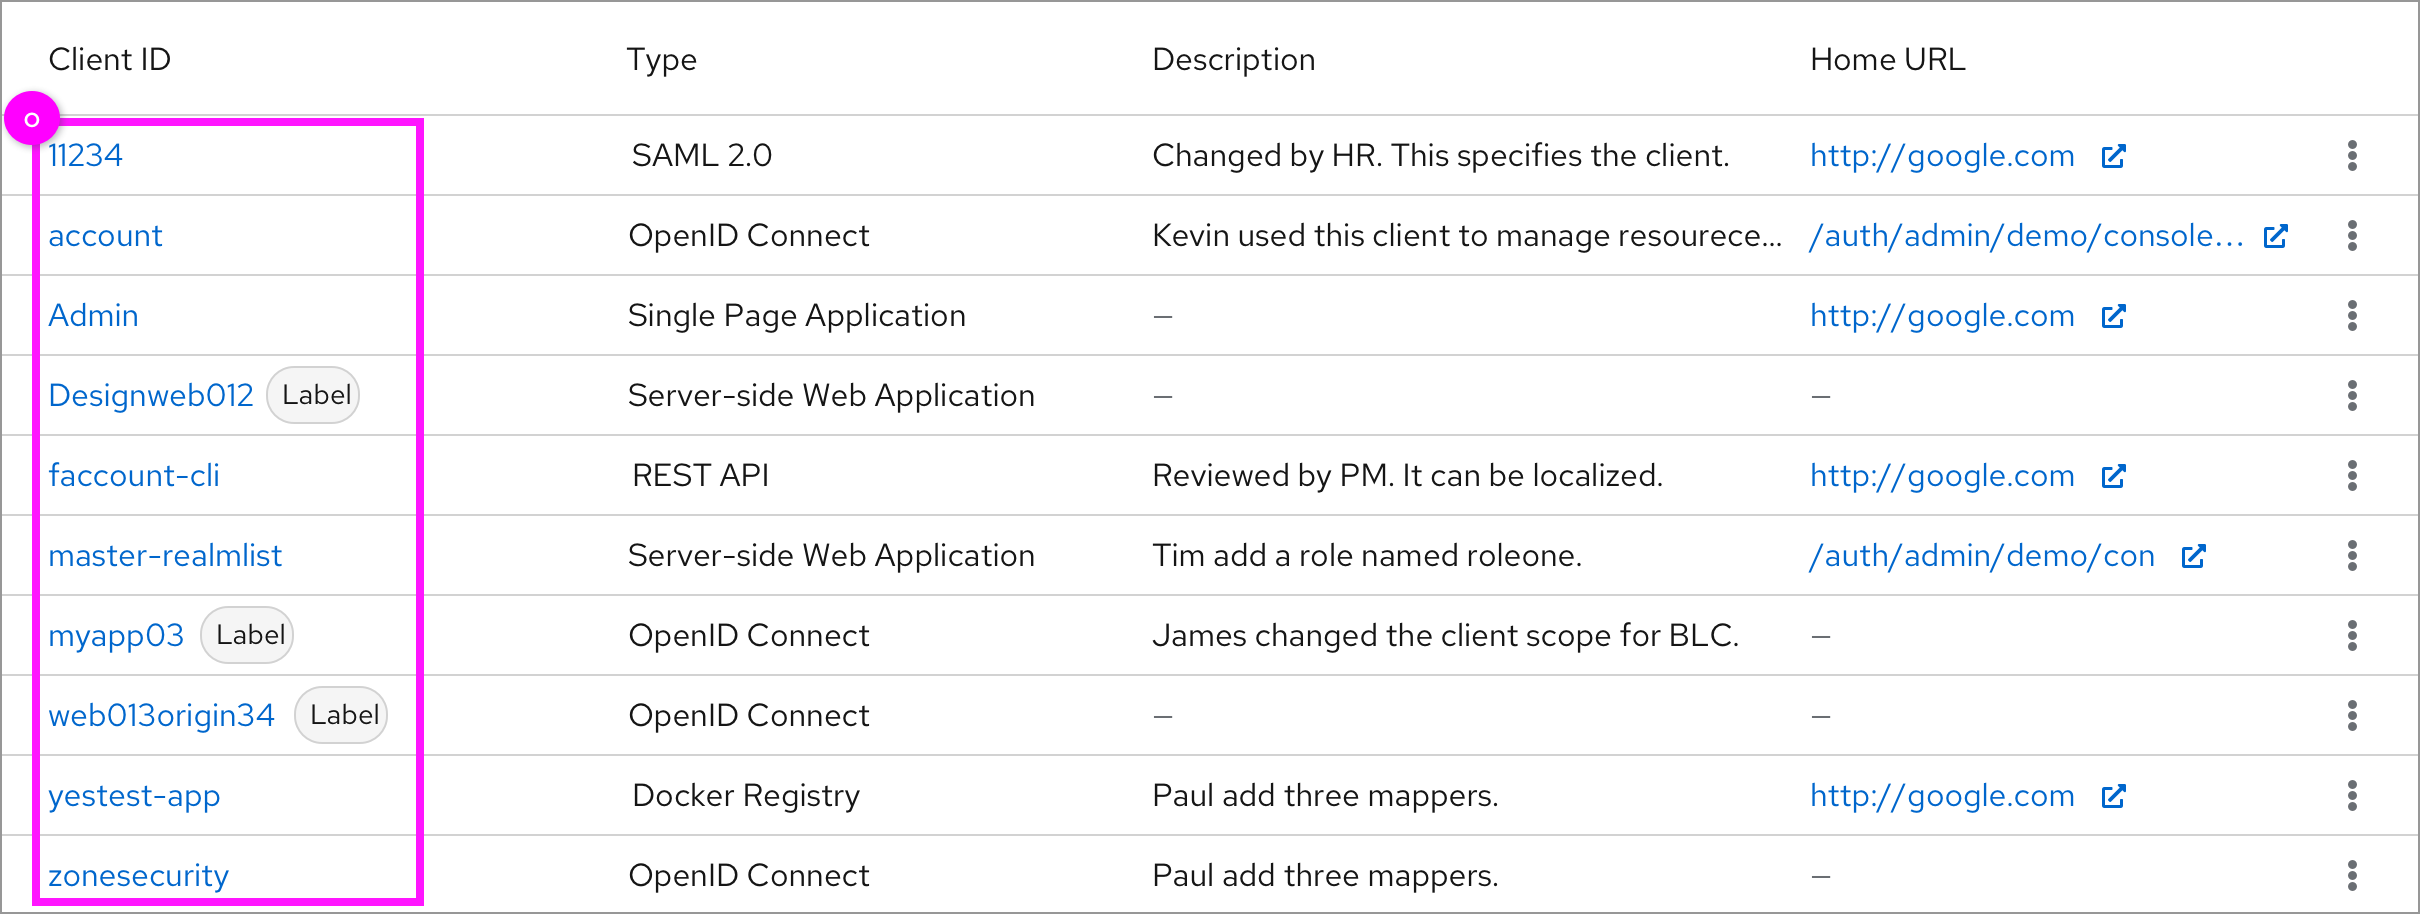 Client ID Type Description Home URL
o
11234 SAML 2.0 Changed by HR. This specifies the client. http://google.com
account OpenID Connect Kevin used this client to manage resourece... /auth/admin/demo/console...
Admin Single Page Application – http://google.com
Designweb012 Label Server-side Web Application – –
faccount-cli REST API Reviewed by PM. It can be localized. http://google.com
master-realmlist Server-side Web Application Tim add a role named roleone. /auth/admin/demo/con
myapp03 Label OpenID Connect James changed the client scope for BLC. –
web013origin34 Label OpenID Connect – –
yestest-app Docker Registry Paul add three mappers. http://google.com
zonesecurity OpenID Connect Paul add three mappers. –